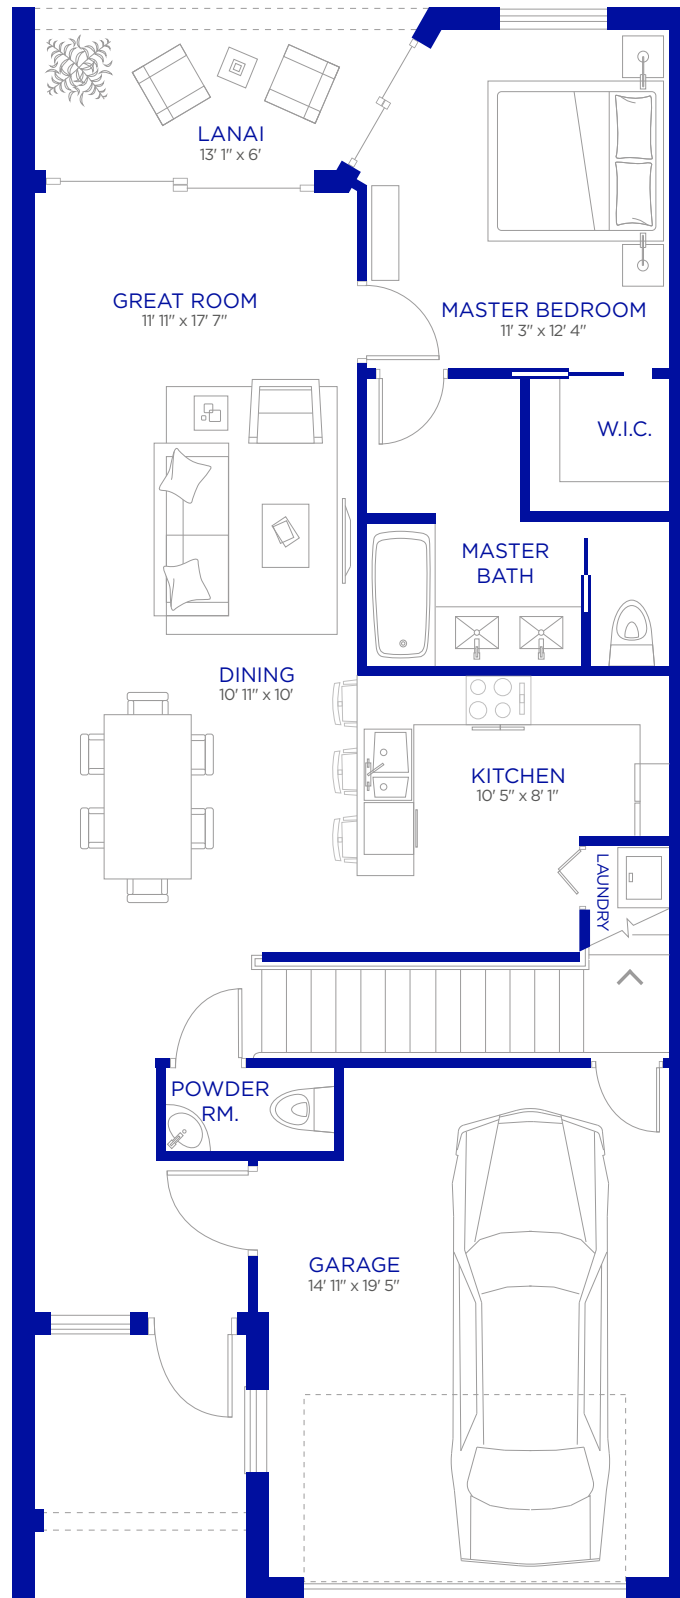 LANAI
13' 1" x 6'
GREAT ROOM
11' 11" x 17' 7"
MASTER BEDROOM
11' 3" x 12' 4"
W.I.C.
MASTER
BATH
DINING
10' 11" x 10'
KITCHEN
10' 5" x 8' 1"
LAUNDRY
POWDER
RM.
GARAGE
14' 11" x 19' 5"